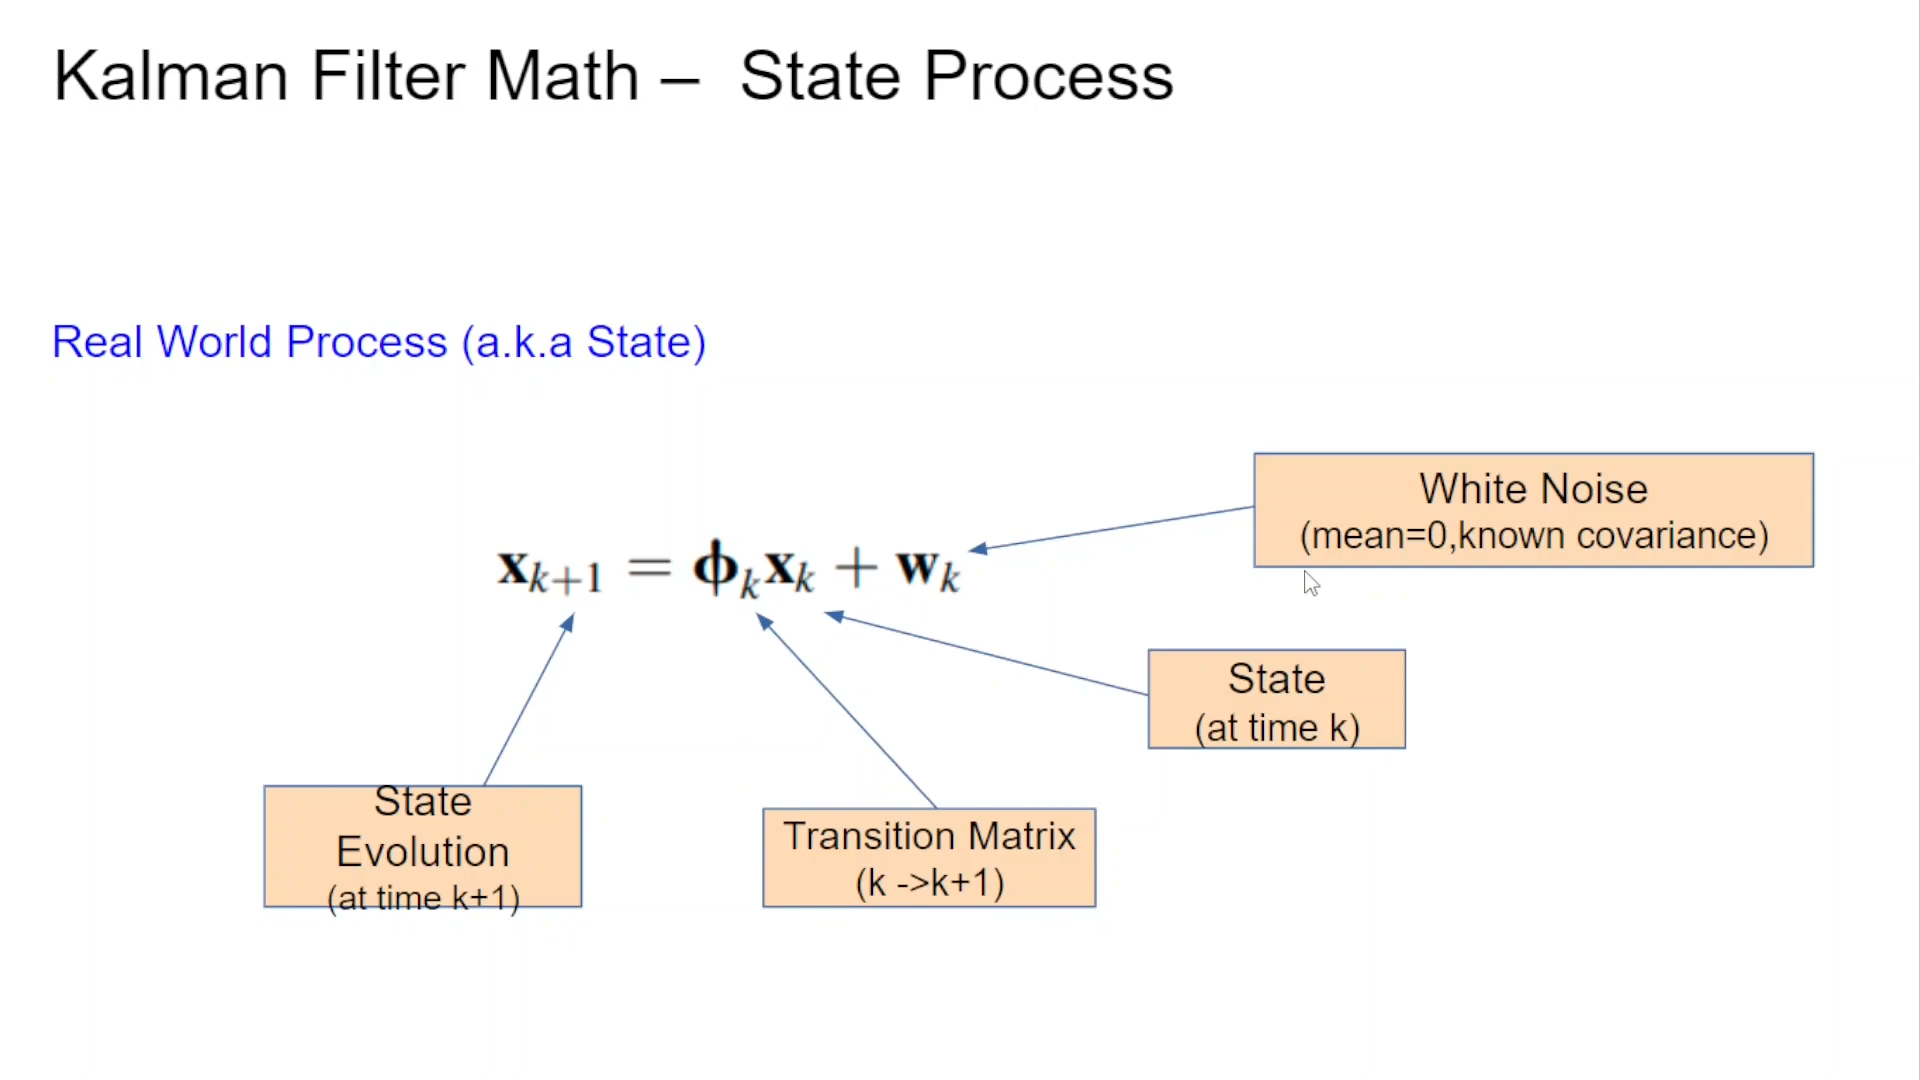 Kalman Filter Math – State Process
Real World Process (a.k.a State)
White Noise
(mean=0,known covariance)
𝐱ₖ₊₁ = 𝛟ₖ𝐱ₖ + 𝐰ₖ
State
(at time k)
State
Evolution
(at time k+1)
Transition Matrix
(k ->k+1)